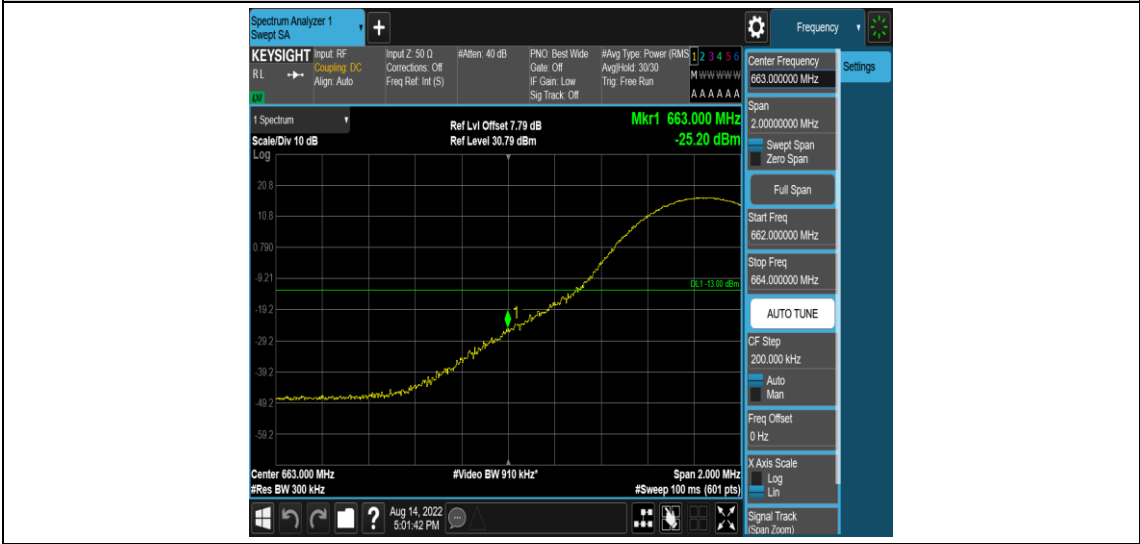 Spectrum Analyzer 1
Swept SA
+
Frequency
KEYSIGHT
RL
LXI
Input: RF
Coupling: DC
Align: Auto
Input Z: 50 Ω
Corrections: Off
Freq Ref: Int (S)
#Atten: 40 dB
PNO: Best Wide
Gate: Off
IF Gain: Low
Sig Track: Off
#Avg Type: Power (RMS
Avg|Hold: 30/30
Trig: Free Run
1 2 3 4 5 6
M W W W W W
A A A A A A
1 Spectrum
Scale/Div 10 dB
Log
Ref Lvl Offset 7.79 dB
Ref Level 30.79 dBm
Mkr1 663.000 MHz
-25.20 dBm
20.8
10.8
0.790
-9.21
-19.2
-29.2
-39.2
-49.2
-59.2
DL1 -13.00 dBm
1
Center 663.000 MHz
#Res BW 300 kHz
#Video BW 910 kHz*
Span 2.000 MHz
#Sweep 100 ms (601 pts)
?
Aug 14, 2022
5:01:42 PM
Center Frequency
663.000000 MHz
Span
2.00000000 MHz
Swept Span
Zero Span
Full Span
Start Freq
662.000000 MHz
Stop Freq
664.000000 MHz
AUTO TUNE
CF Step
200.000 kHz
Auto
Man
Freq Offset
0 Hz
X Axis Scale
Log
Lin
Signal Track
(Span Zoom)
Settings